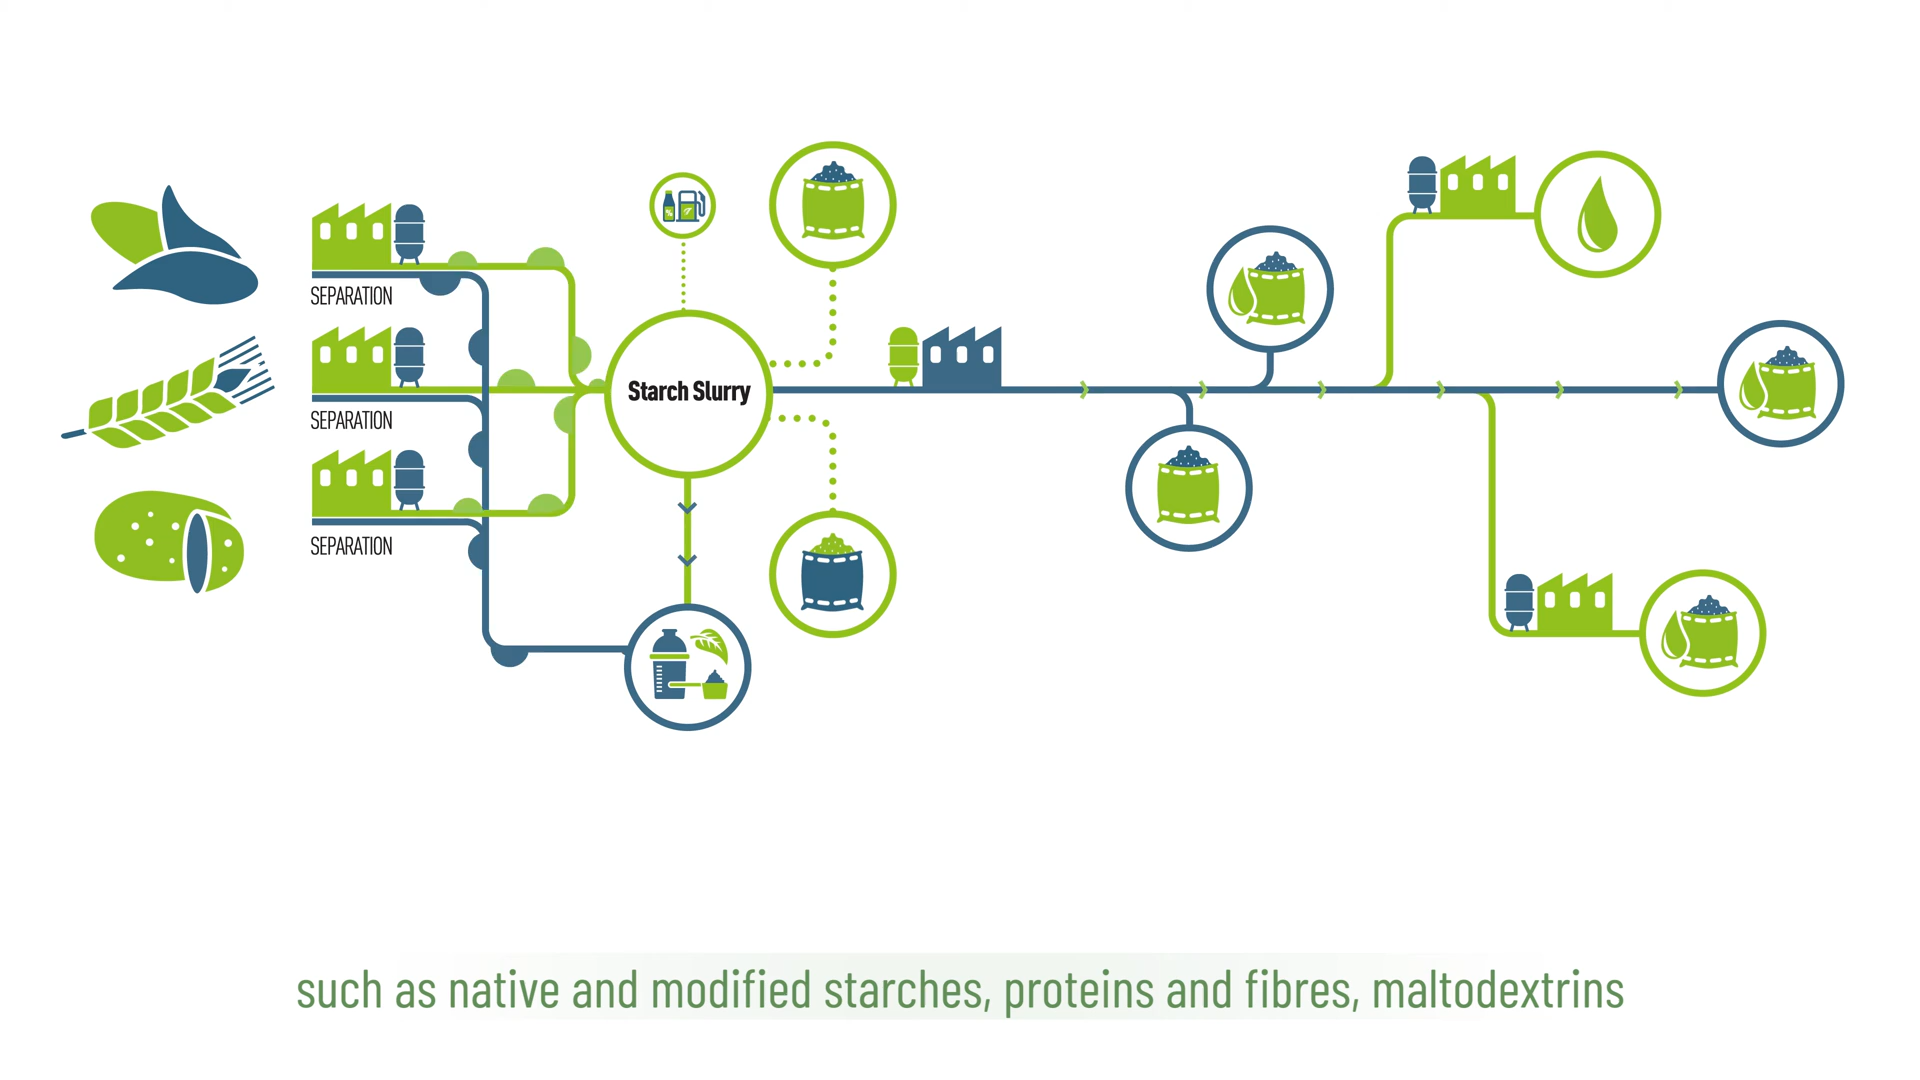 SEPARATION
SEPARATION
SEPARATION
Starch Slurry
such as native and modified starches, proteins and fibres, maltodextrins